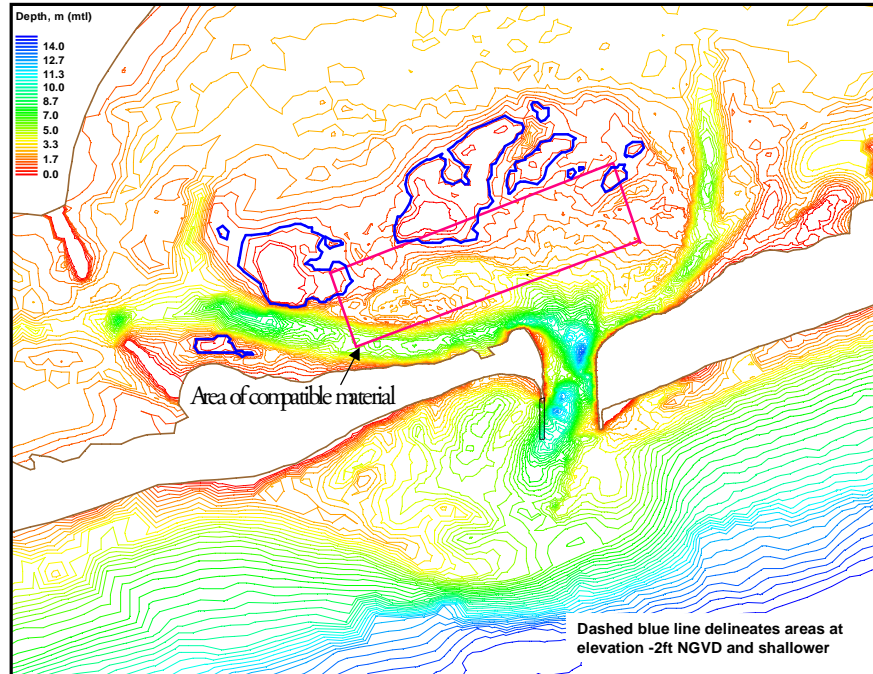 Depth, m (mtl)
14.0
12.7
11.3
10.0
8.7
7.0
5.0
3.3
1.7
0.0
Area of compatible material
Dashed blue line delineates areas at
elevation -2ft NGVD and shallower